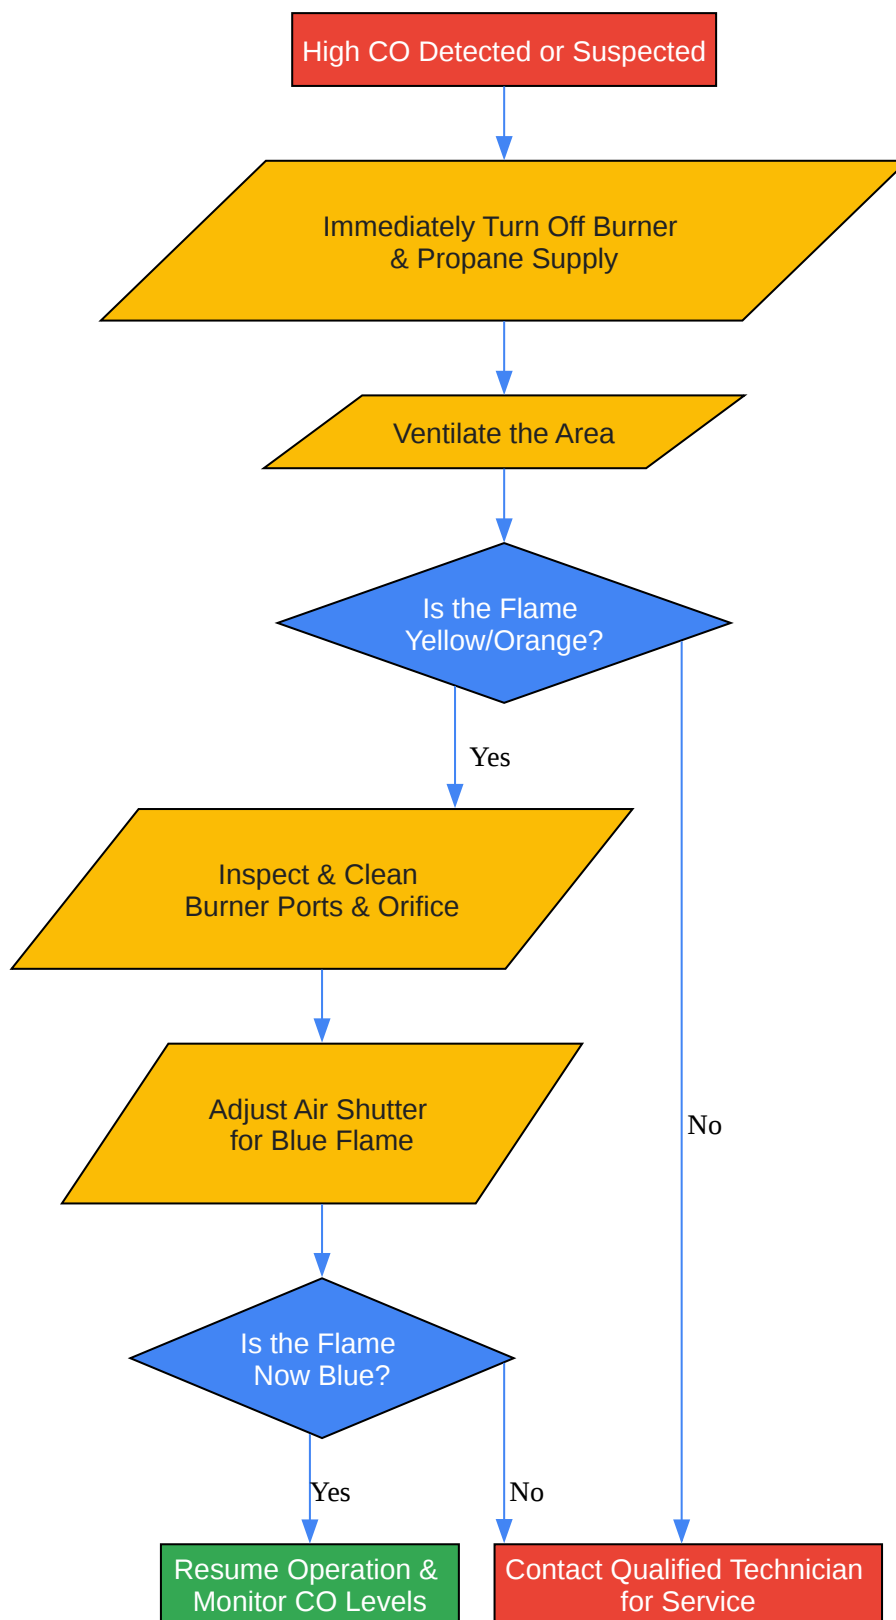 High CO Detected or Suspected
Immediately Turn Off Burner
& Propane Supply
Ventilate the Area
Is the Flame
Yellow/Orange?
Yes
Inspect & Clean
Burner Ports & Orifice
Adjust Air Shutter
for Blue Flame
No
Is the Flame
Now Blue?
Yes
No
Resume Operation &
Monitor CO Levels
Contact Qualified Technician
for Service